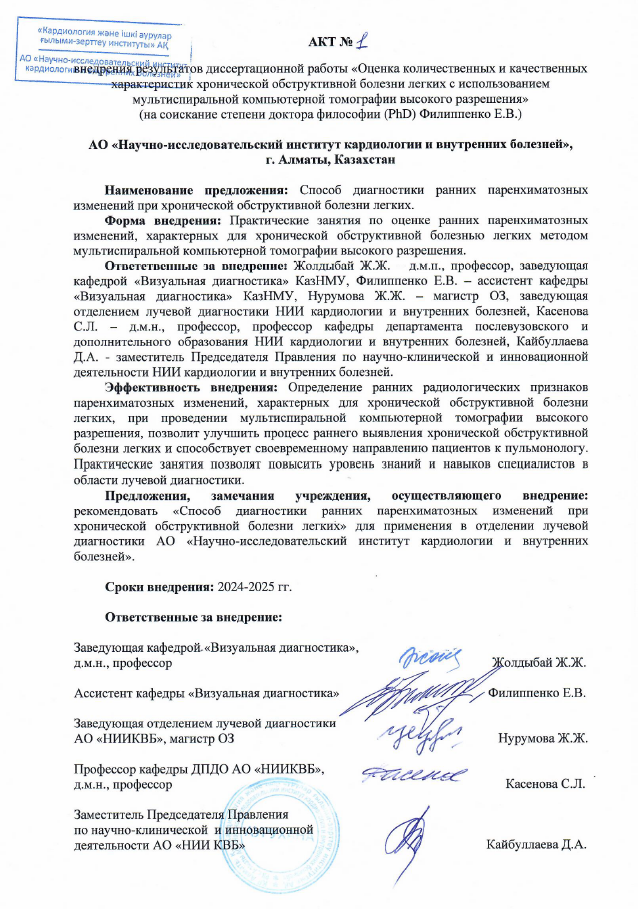 «Кардиология және ішкі аурулар
ғылыми-зерттеу институты» АҚ
АО «Научно-исследовательский институт
кардиологии и внутренних болезней»
АКТ № 1
внедрения результатов диссертационной работы «Оценка количественных и качественных
характеристик хронической обструктивной болезни легких с использованием
мультиспиральной компьютерной томографии высокого разрешения»
(на соискание степени доктора философии (PhD) Филиппенко Е.В.)
АО «Научно-исследовательский институт кардиологии и внутренних болезней»,
г. Алматы, Казахстан
Наименование предложения: Способ диагностики ранних паренхиматозных
изменений при хронической обструктивной болезни легких.
Форма внедрения: Практические занятия по оценке ранних паренхиматозных
изменений, характерных для хронической обструктивной болезнью легких методом
мультиспиральной компьютерной томографии высокого разрешения.
Ответственные за внедрение: Жолдыбай Ж.Ж. д.м.н., профессор, заведующая
кафедрой «Визуальная диагностика» КазНМУ, Филиппенко Е.В. – ассистент кафедры
«Визуальная диагностика» КазНМУ, Нурумова Ж.Ж. – магистр ОЗ, заведующая
отделением лучевой диагностики НИИ кардиологии и внутренних болезней, Касенова
С.Л. – д.м.н., профессор, профессор кафедры департамента послевузовского и
дополнительного образования НИИ кардиологии и внутренних болезней, Кайбуллаева
Д.А. - заместитель Председателя Правления по научно-клинической и инновационной
деятельности НИИ кардиологии и внутренних болезней.
Эффективность внедрения: Определение ранних радиологических признаков
паренхиматозных изменений, характерных для хронической обструктивной болезни
легких, при проведении мультиспиральной компьютерной томографии высокого
разрешения, позволит улучшить процесс раннего выявления хронической обструктивной
болезни легких и способствует своевременному направлению пациентов к пульмонологу.
Практические занятия позволят повысить уровень знаний и навыков специалистов в
области лучевой диагностики.
Предложения, замечания учреждения, осуществляющего внедрение:
рекомендовать «Способ диагностики ранних паренхиматозных изменений при
хронической обструктивной болезни легких» для применения в отделении лучевой
диагностики АО «Научно-исследовательский институт кардиологии и внутренних
болезней».
Сроки внедрения: 2024-2025 гг.
Ответственные за внедрение:
Заведующая кафедрой «Визуальная диагностика»,
д.м.н., профессор Жолдыбай Ж.Ж.
Ассистент кафедры «Визуальная диагностика» Филиппенко Е.В.
Заведующая отделением лучевой диагностики
АО «НИИКВБ», магистр ОЗ Нурумова Ж.Ж.
Профессор кафедры ДПДО АО «НИИКВБ»,
д.м.н., профессор Касенова С.Л.
Заместитель Председателя Правления
по научно-клинической и инновационной
деятельности АО «НИИ КВБ» Кайбуллаева Д.А.